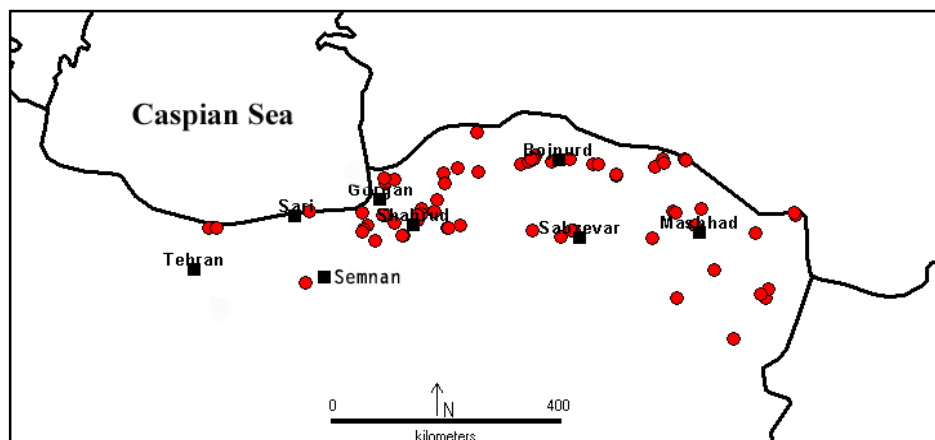 Caspian Sea
Bojnurd
Gorgan
Sari
Shahrud
Sabzevar
Mashhad
Tehran
Semnan
N
0 400
kilometers